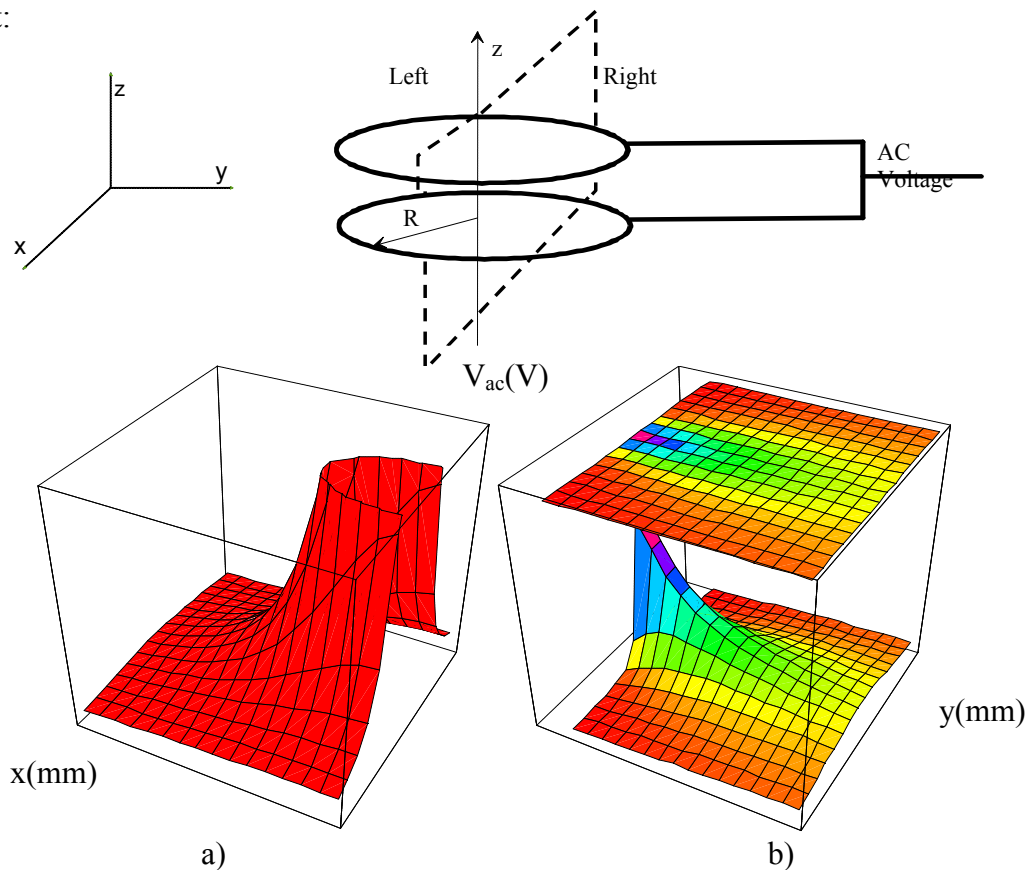 z
Left
Right
z
y
x
R
AC
Voltage
Vac(V)
x(mm)
y(mm)
a)
b)